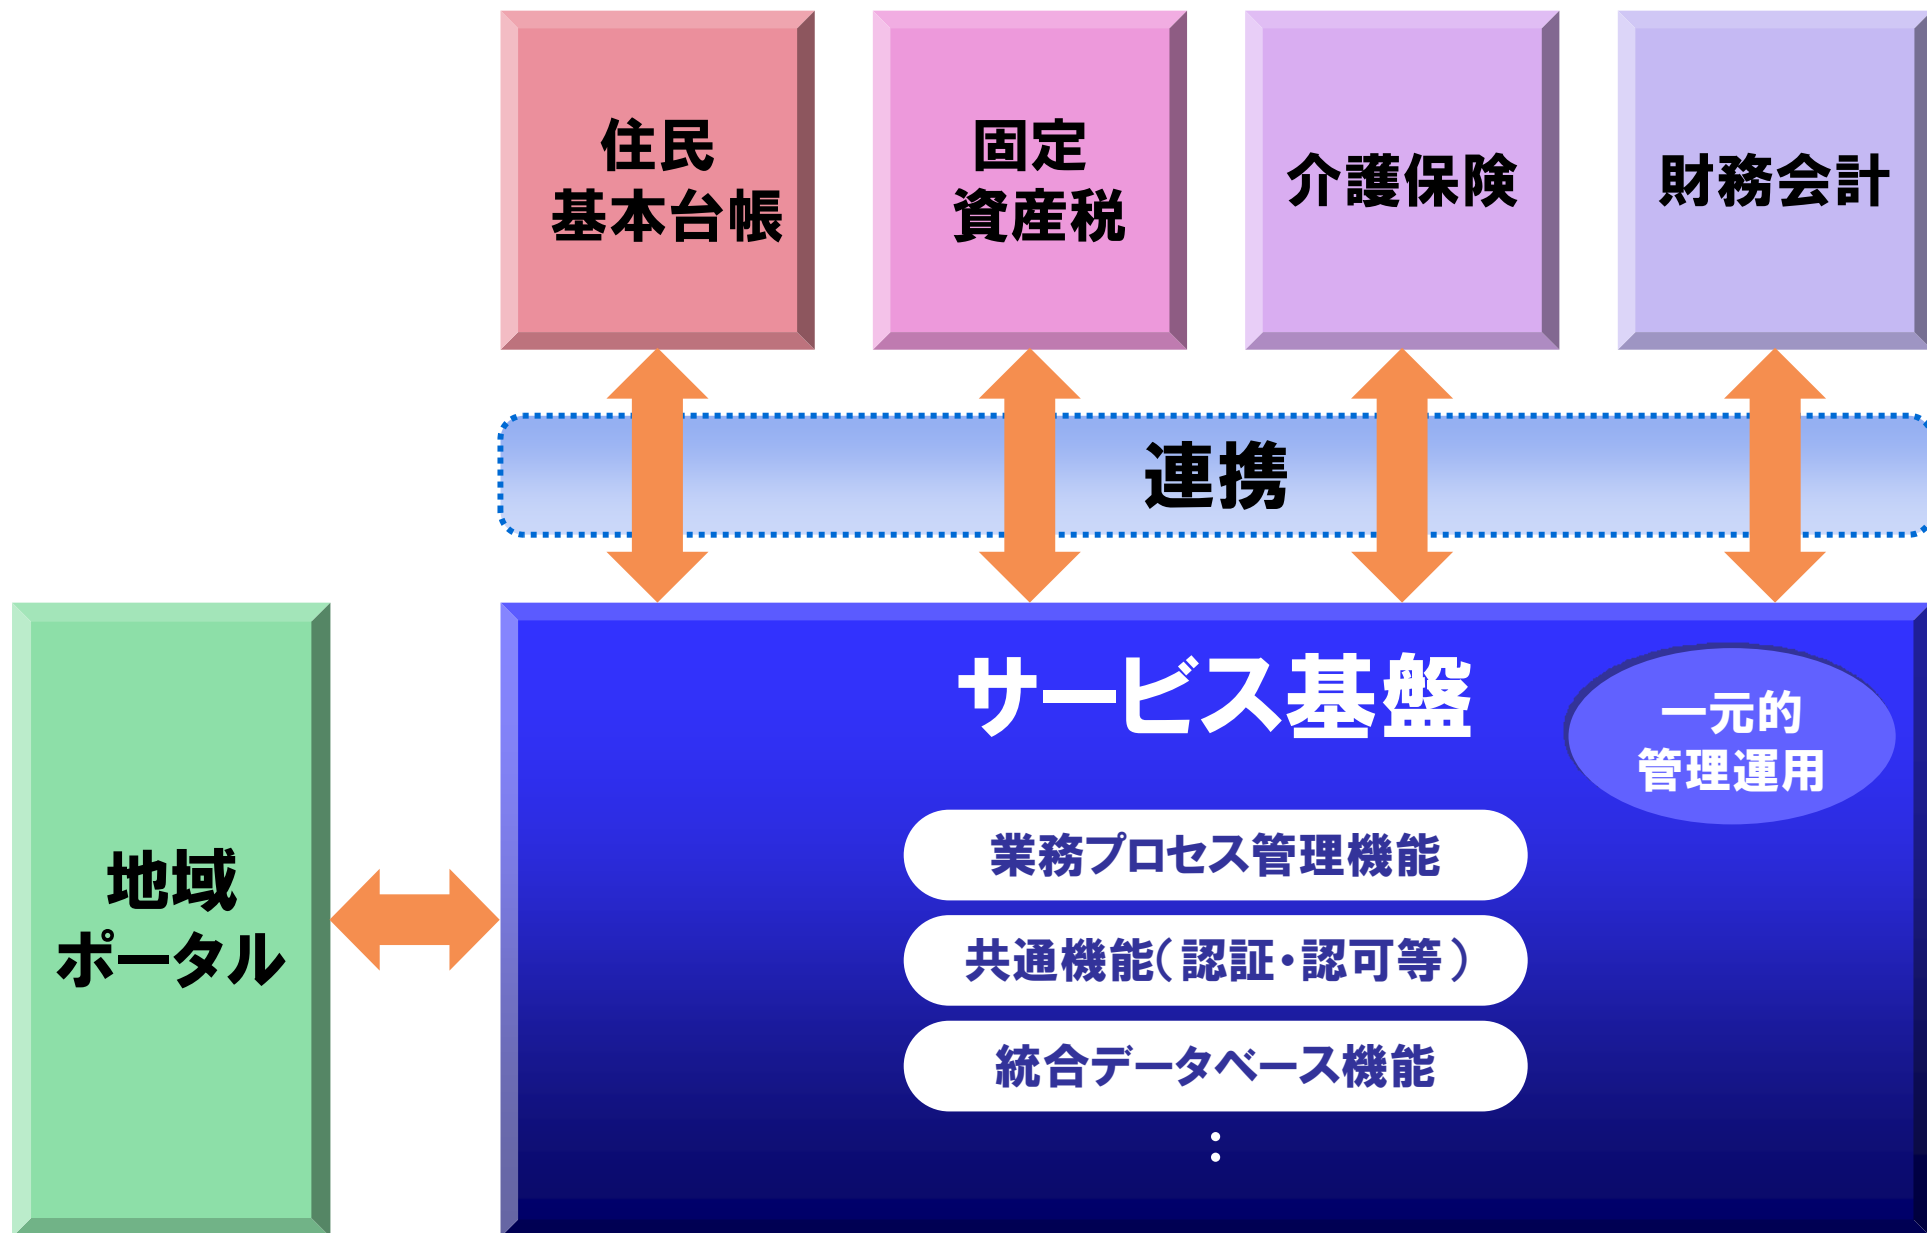 住民
基本台帳
固定
資産税
介護保険
財務会計
連携
サービス基盤
一元的
管理運用
業務プロセス管理機能
共通機能(認証・認可等)
統合データベース機能
:
地域
ポータル